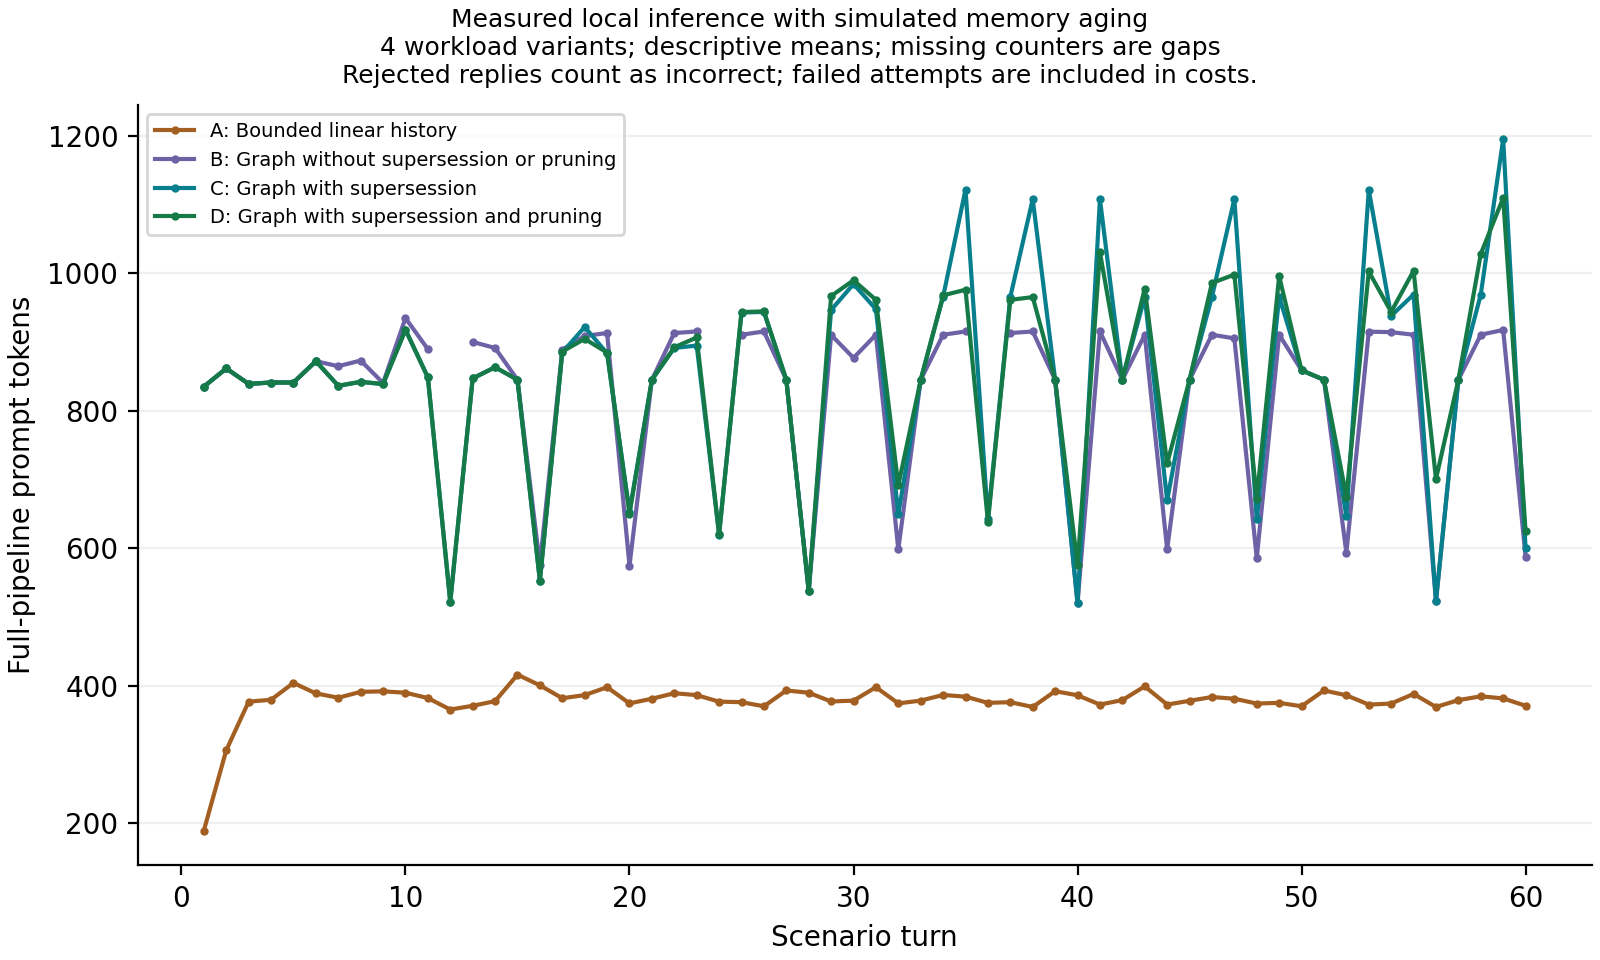 Measured local inference with simulated memory aging
4 workload variants; descriptive means; missing counters are gaps
Rejected replies count as incorrect; failed attempts are included in costs.
A: Bounded linear history
B: Graph without supersession or pruning
C: Graph with supersession
D: Graph with supersession and pruning
Full-pipeline prompt tokens
1200
1000
800
600
400
200
0
10
20
30
40
50
60
Scenario turn